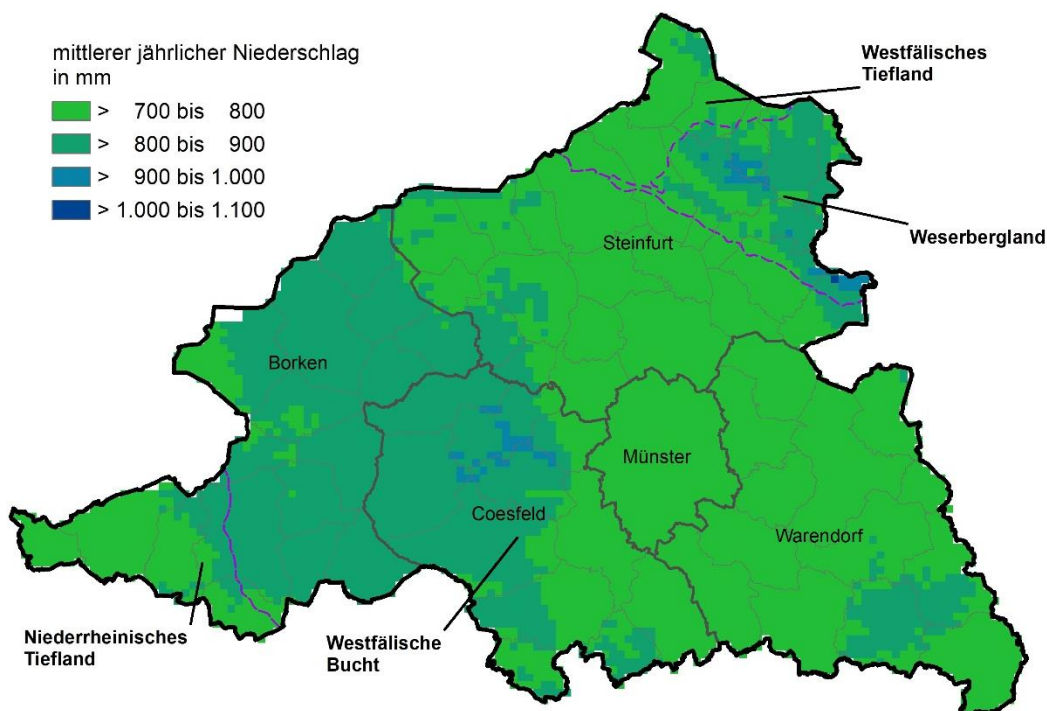 mittlerer jährlicher Niederschlag
in mm
> 700 bis 800
> 800 bis 900
> 900 bis 1.000
> 1.000 bis 1.100
Westfälisches
Tiefland
Weserbergland
Steinfurt
Borken
Münster
Coesfeld
Warendorf
Niederrheinisches
Tiefland
Westfälische
Bucht